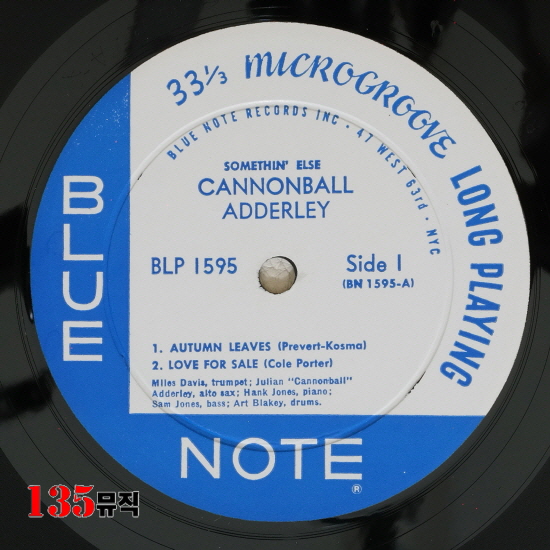 33⅓ MICROGROOVE LONG PLAYING
BLUE NOTE RECORDS INC · 47 WEST 63rd · NYC
SOMETHIN' ELSE
CANNONBALL
ADDERLEY
BLP 1595
Side 1
(BN 1595-A)
1. AUTUMN LEAVES (Prevert-Kosma)
2. LOVE FOR SALE (Cole Porter)
Miles Davis, trumpet; Julian "Cannonball"
Adderley, alto sax; Hank Jones, piano;
Sam Jones, bass; Art Blakey, drums.
BLUE
NOTE ®
135뮤직